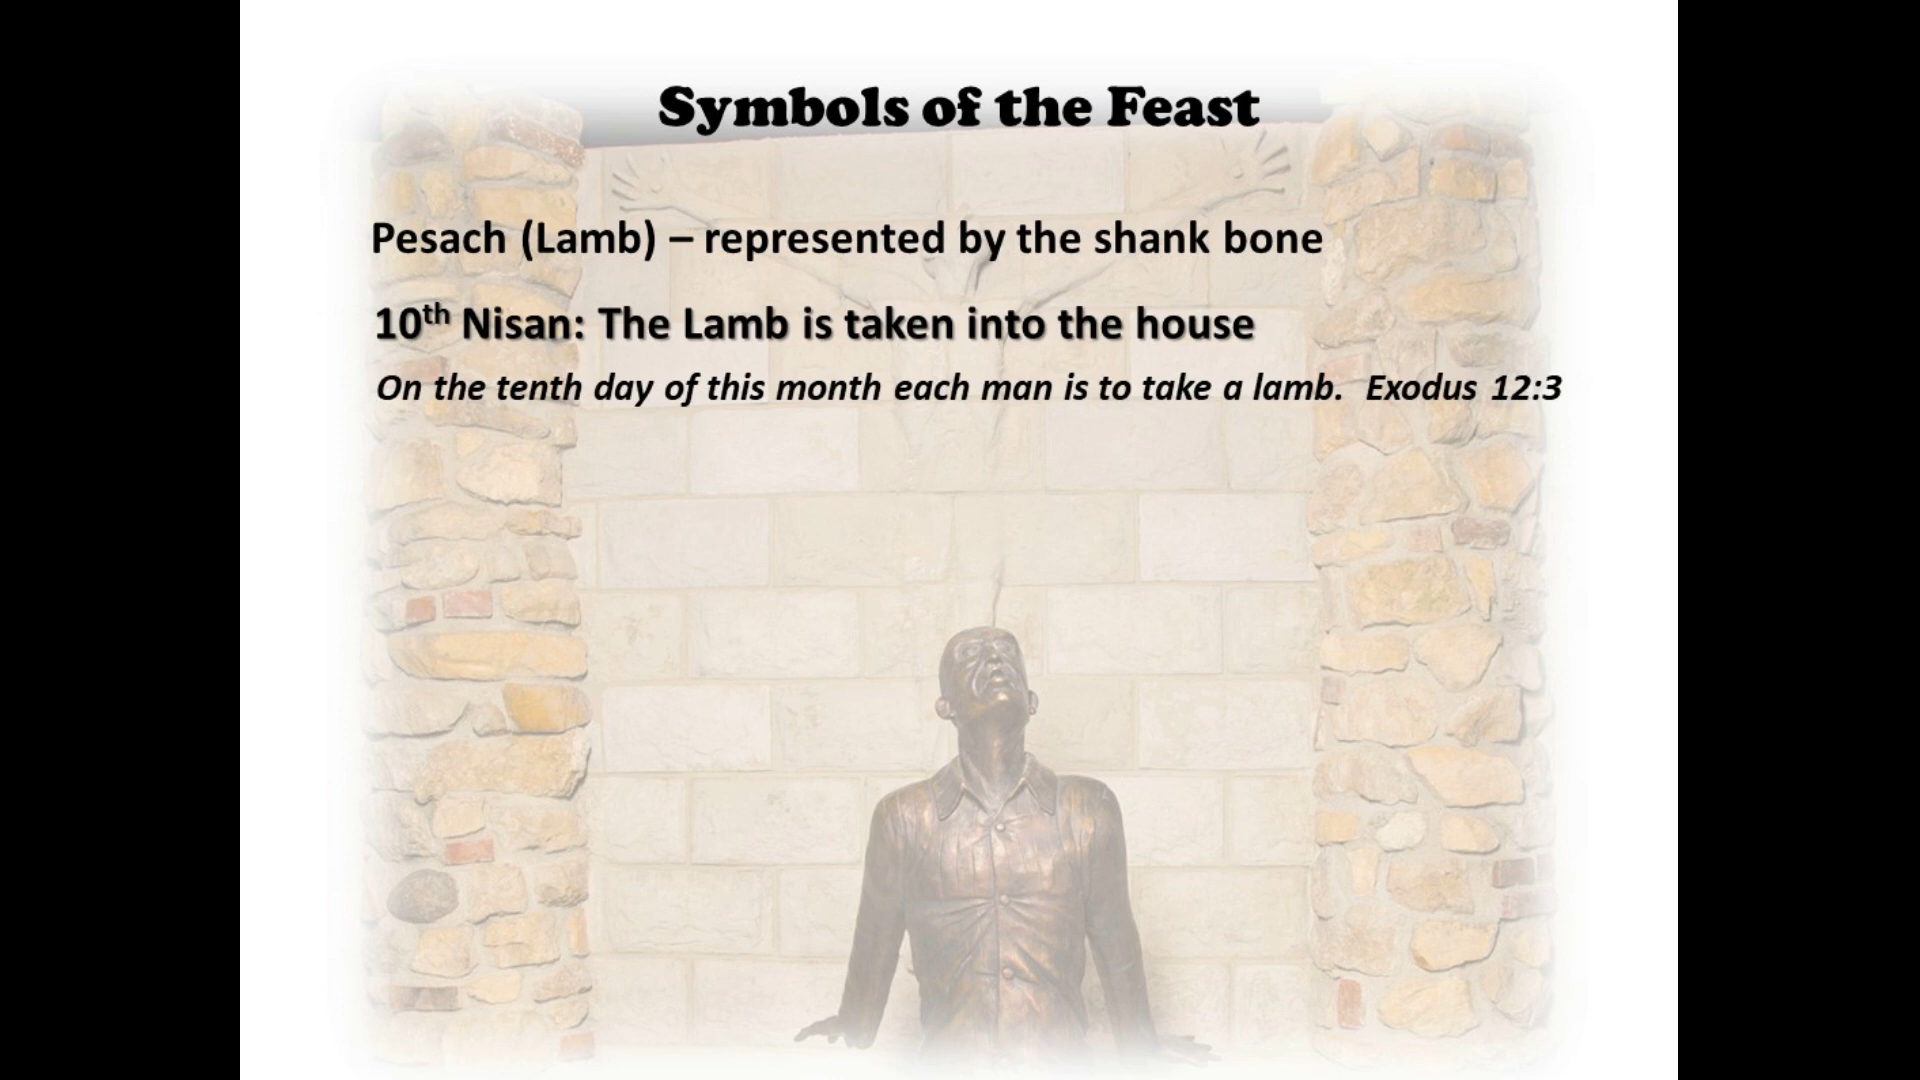 Symbols of the Feast
Pesach (Lamb) – represented by the shank bone
10th Nisan: The Lamb is taken into the house
On the tenth day of this month each man is to take a lamb. Exodus 12:3